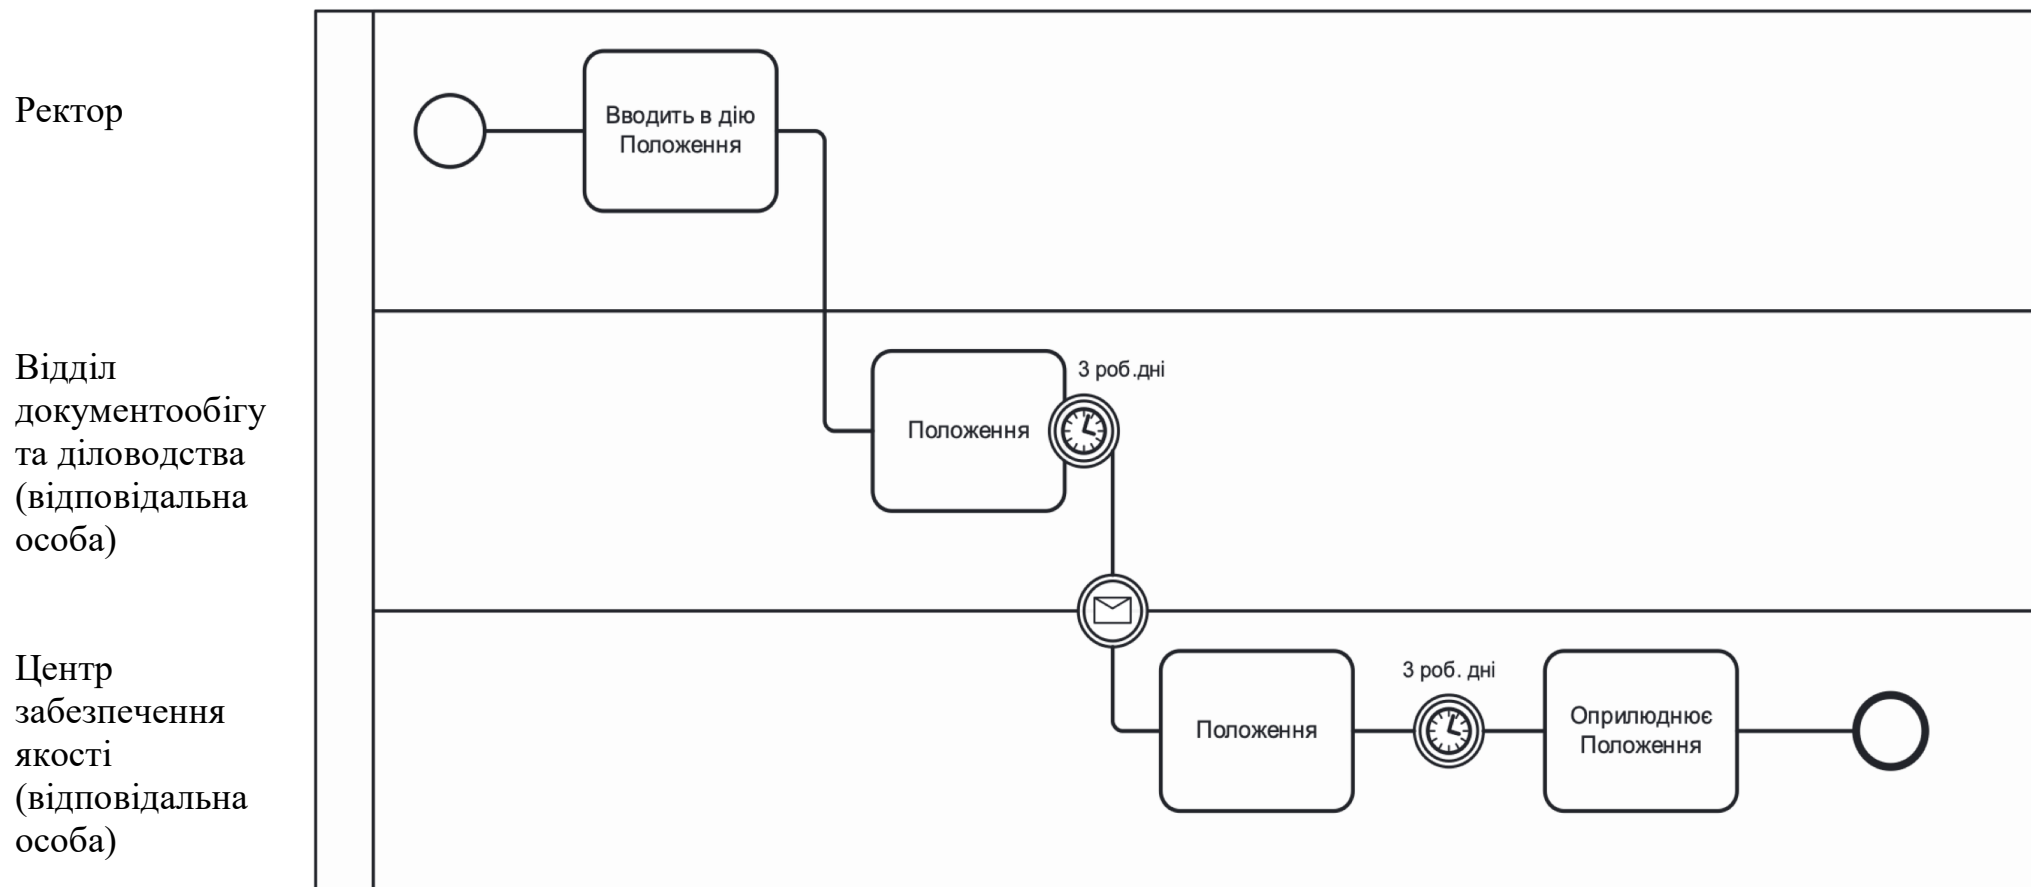 Ректор
Вводить в дію
Положення
Відділ
документообігу
та діловодства
(відповідальна
особа)
Положення
3 роб.дні
Центр
забезпечення
якості
(відповідальна
особа)
Положення
3 роб. дні
Оприлюднює
Положення